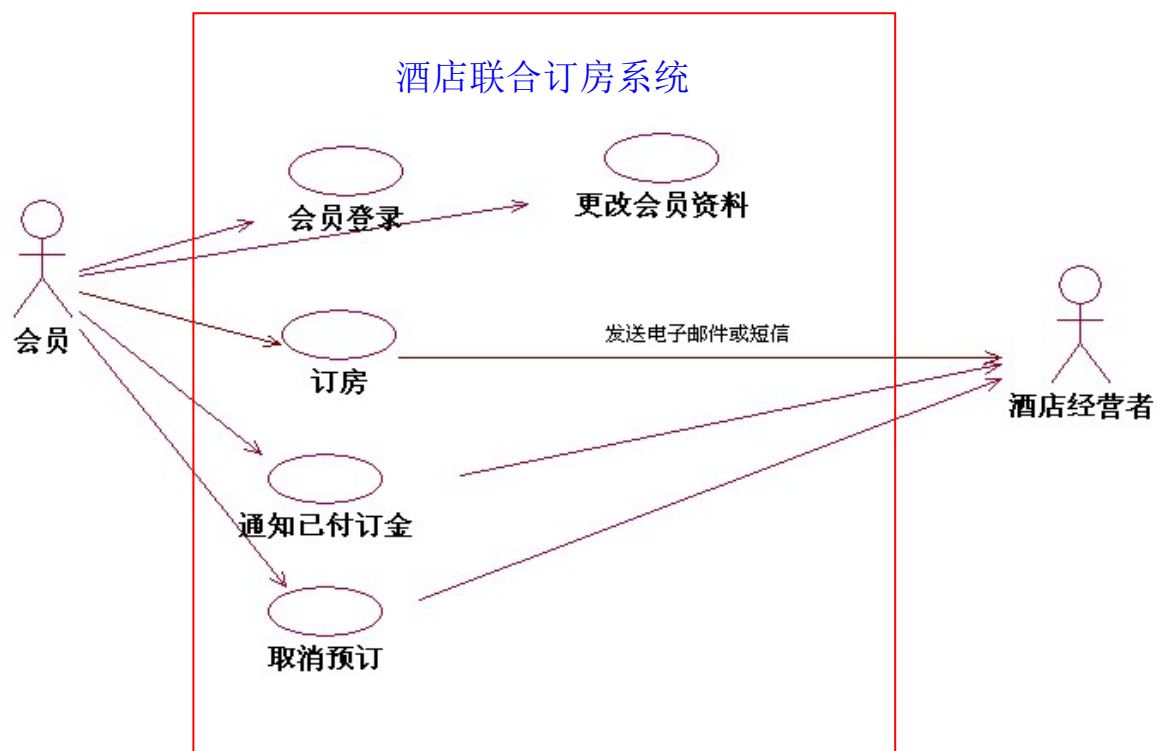 酒店联合订房系统
会员登录
更改会员资料
会员
订房
发送电子邮件或短信
酒店经营者
通知已付订金
取消预订